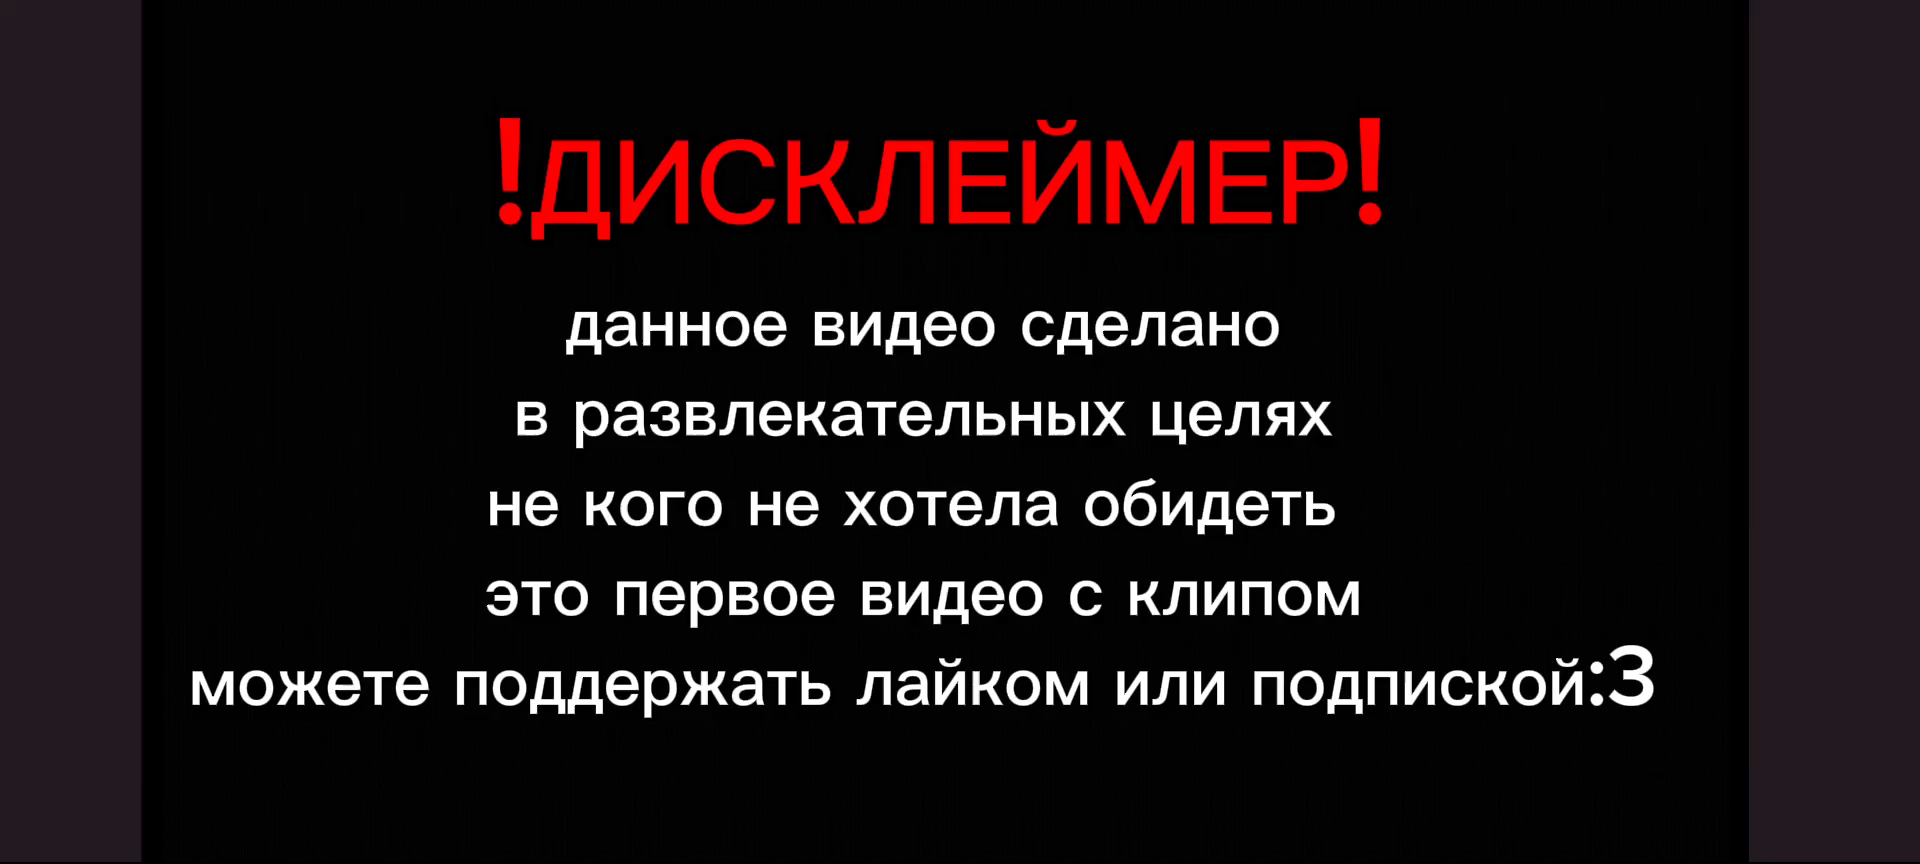 !ДИСКЛЕЙМЕР!
данное видео сделано
в развлекательных целях
не кого не хотела обидеть
это первое видео с клипом
можете поддержать лайком или подпиской:3